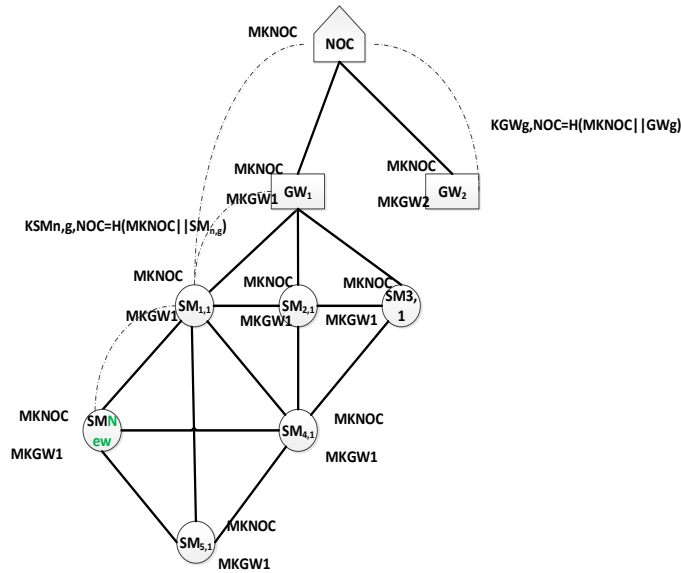 MKNOC
NOC
KGWg,NOC=H(MKNOC||GWg)
MKNOC
MKGW1
GW1
MKNOC
MKGW2
GW2
KSMn,g,NOC=H(MKNOC||SMn,g)
MKNOC
MKGW1
SM1,1
MKNOC
MKGW1
SM2,1
MKNOC
MKGW1
SM3,
1
MKNOC
MKGW1
SMN
ew
SM4,1
MKNOC
MKGW1
SM5,1
MKNOC
MKGW1